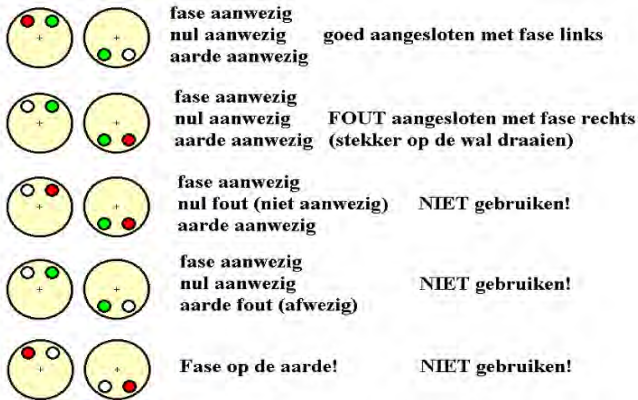 fase aanwezig
nul aanwezig goed aangesloten met fase links
aarde aanwezig
fase aanwezig
nul aanwezig FOUT aangesloten met fase rechts
aarde aanwezig (stekker op de wal draaien)
fase aanwezig
nul fout (niet aanwezig) NIET gebruiken!
aarde aanwezig
fase aanwezig
nul aanwezig NIET gebruiken!
aarde fout (afwezig)
Fase op de aarde! NIET gebruiken!